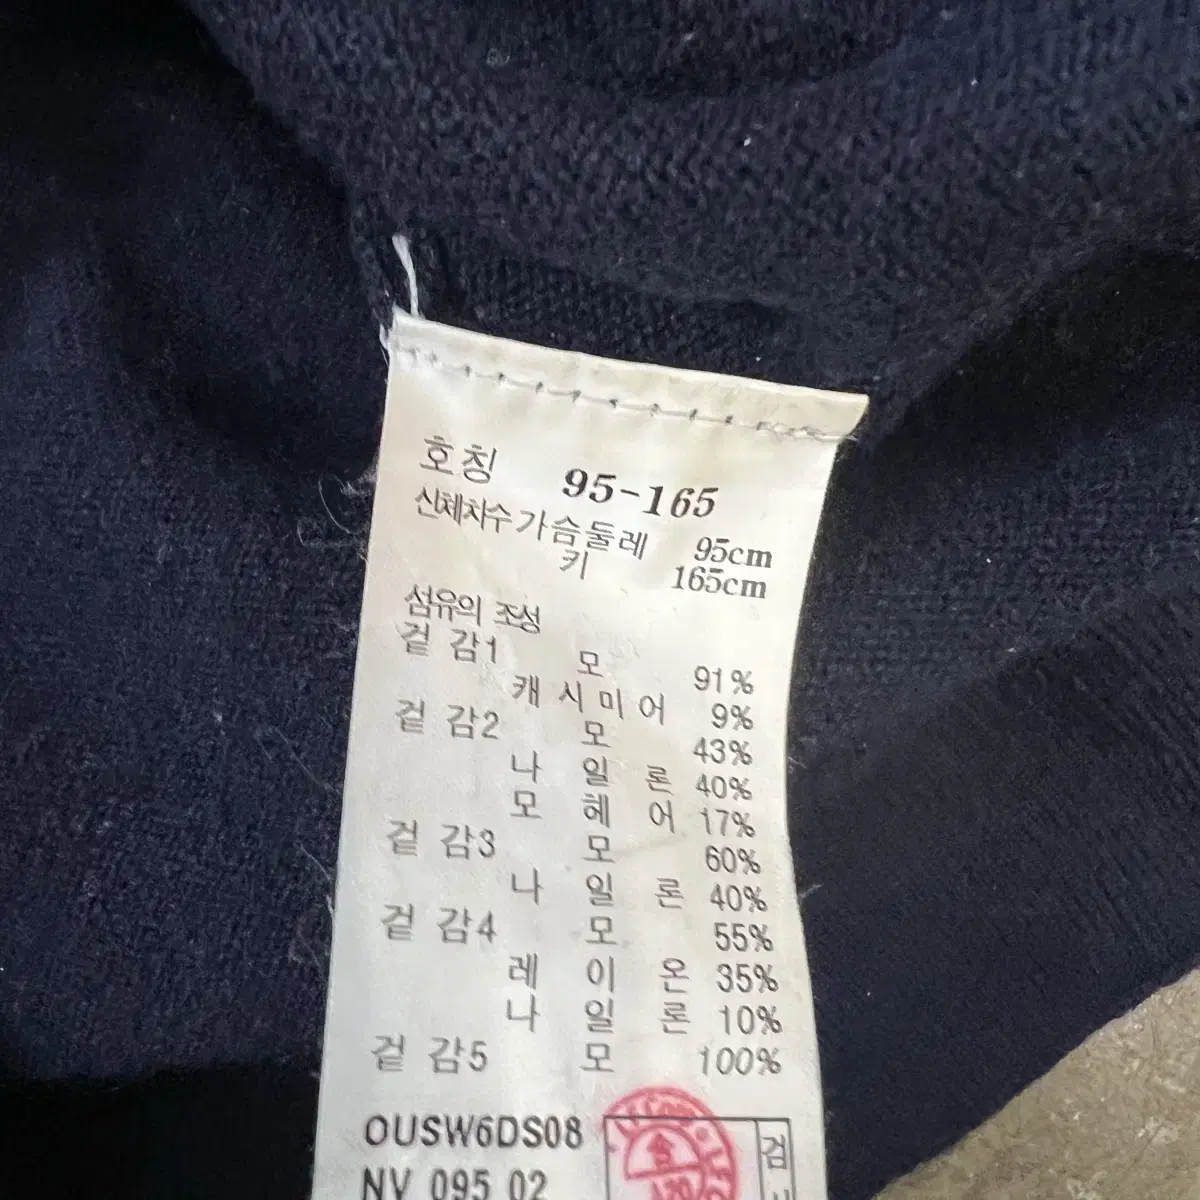 호칭 95-165
신체치수 가슴둘레 95cm
키 165cm
섬유의 조성
겉 감1 모 91%
캐 시 미 어 9%
겉 감2 모 43%
나 일 론 40%
모 헤 어 17%
겉 감3 모 60%
나 일 론 40%
겉 감4 모 55%
레 이 온 35%
나 일 론 10%
겉 감5 모 100%
OUSW6DS08
NV 095 02
검
合